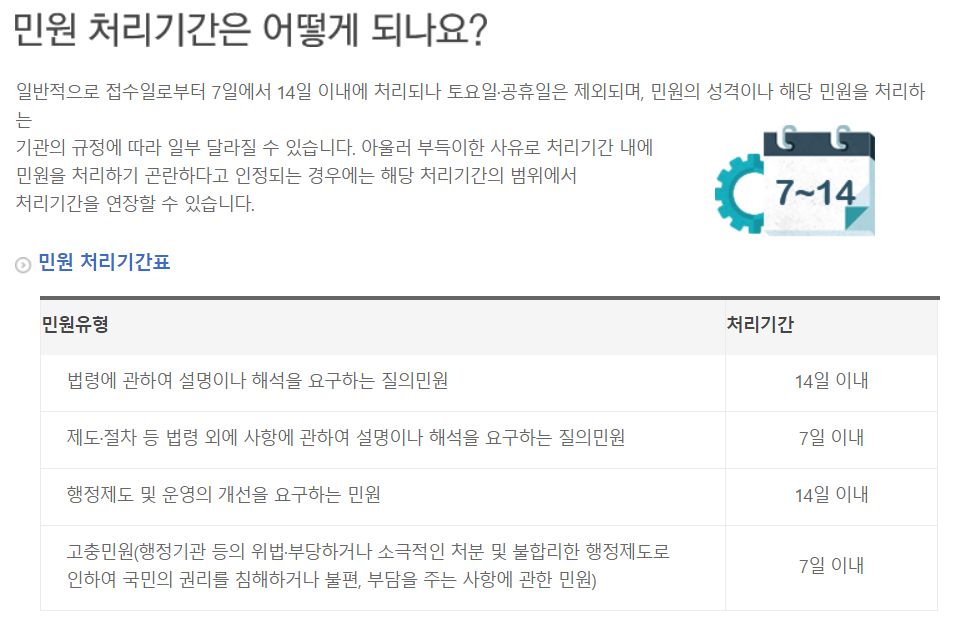 민원 처리기간은 어떻게 되나요?
일반적으로 접수일로부터 7일에서 14일 이내에 처리되나 토요일·공휴일은 제외되며, 민원의 성격이나 해당 민원을 처리하
는
기관의 규정에 따라 일부 달라질 수 있습니다. 아울러 부득이한 사유로 처리기간 내에
민원을 처리하기 곤란하다고 인정되는 경우에는 해당 처리기간의 범위에서
처리기간을 연장할 수 있습니다.
7~14
민원 처리기간표
민원유형 처리기간
법령에 관하여 설명이나 해석을 요구하는 질의민원 14일 이내
제도·절차 등 법령 외에 사항에 관하여 설명이나 해석을 요구하는 질의민원 7일 이내
행정제도 및 운영의 개선을 요구하는 민원 14일 이내
고충민원(행정기관 등의 위법·부당하거나 소극적인 처분 및 불합리한 행정제도로
인하여 국민의 권리를 침해하거나 불편, 부담을 주는 사항에 관한 민원)
7일 이내